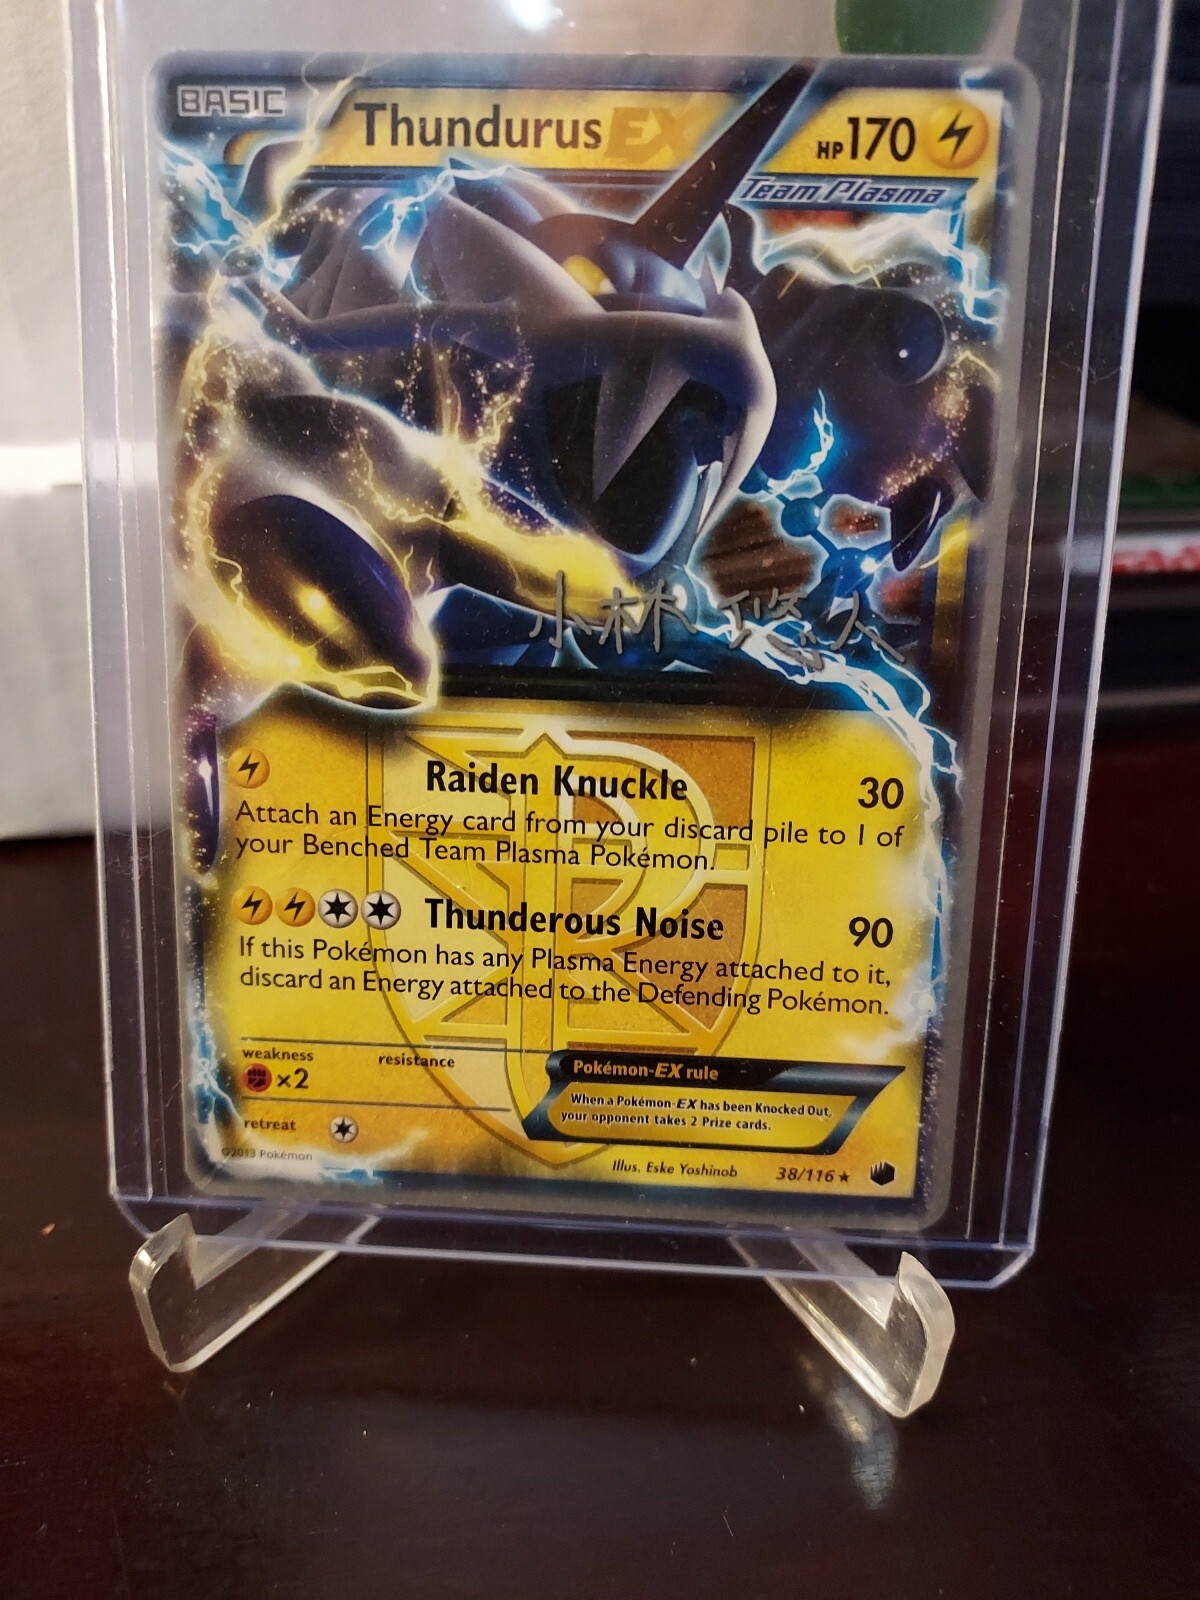 BASIC
Thundurus EX
HP170
Team Plasma
小林 悠人
Raiden Knuckle 30
Attach an Energy card from your discard pile to 1 of
your Benched Team Plasma Pokémon.
Thunderous Noise 90
If this Pokémon has any Plasma Energy attached to it,
discard an Energy attached to the Defending Pokémon.
weakness resistance
×2
retreat
Pokémon-EX rule
When a Pokémon-EX has been Knocked Out,
your opponent takes 2 Prize cards.
©2013 Pokémon
Illus. Eske Yoshinob
38/116 ★